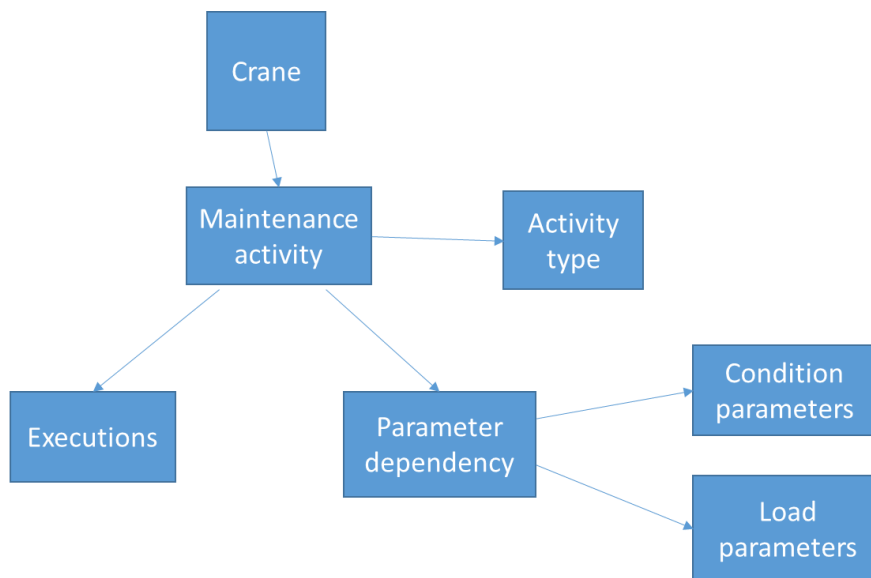 Crane
Maintenance
activity
Activity
type
Executions
Parameter
dependency
Condition
parameters
Load
parameters